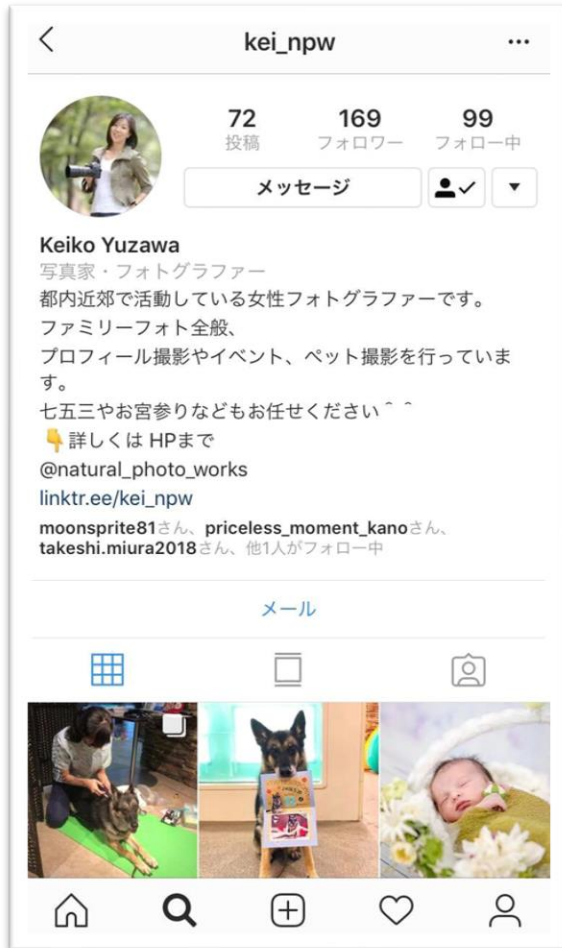 kei_npw
72 169 99
投稿 フォロワー フォロー中
メッセージ
Keiko Yuzawa
写真家・フォトグラファー
都内近郊で活動している女性フォトグラファーです。
ファミリーフォト全般、
プロフィール撮影やイベント、ペット撮影を行っていま
す。
七五三やお宮参りなどもお任せください＾＾
👇詳しくは HPまで
@natural_photo_works
linktr.ee/kei_npw
moonsprite81さん、priceless_moment_kanoさん、
takeshi.miura2018さん、他1人がフォロー中
メール